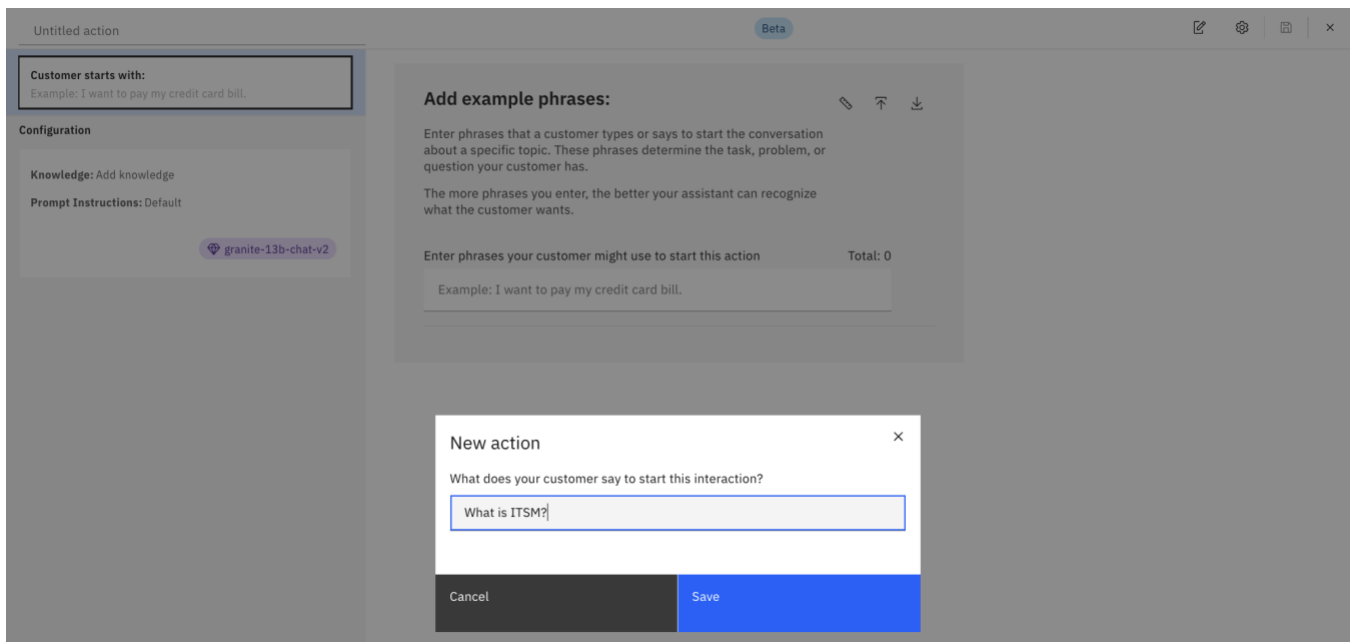 Untitled action
Beta
Customer starts with:
Example: I want to pay my credit card bill.
Configuration
Knowledge: Add knowledge
Prompt Instructions: Default
granite-13b-chat-v2
Add example phrases:
Enter phrases that a customer types or says to start the conversation
about a specific topic. These phrases determine the task, problem, or
question your customer has.
The more phrases you enter, the better your assistant can recognize
what the customer wants.
Enter phrases your customer might use to start this action Total: 0
Example: I want to pay my credit card bill.
New action
What does your customer say to start this interaction?
What is ITSM?
Cancel Save